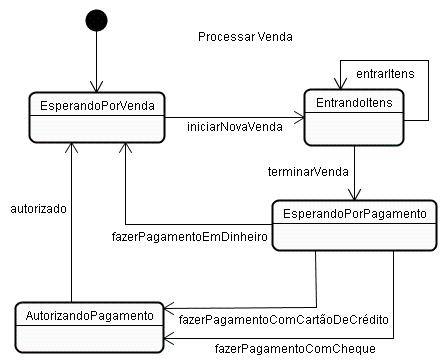 Processar Venda
entrarItens
EsperandoPorVenda
EntrandoItens
iniciarNovaVenda
terminarVenda
autorizado
EsperandoPorPagamento
fazerPagamentoEmDinheiro
AutorizandoPagamento
fazerPagamentoComCartãoDeCrédito
fazerPagamentoComCheque